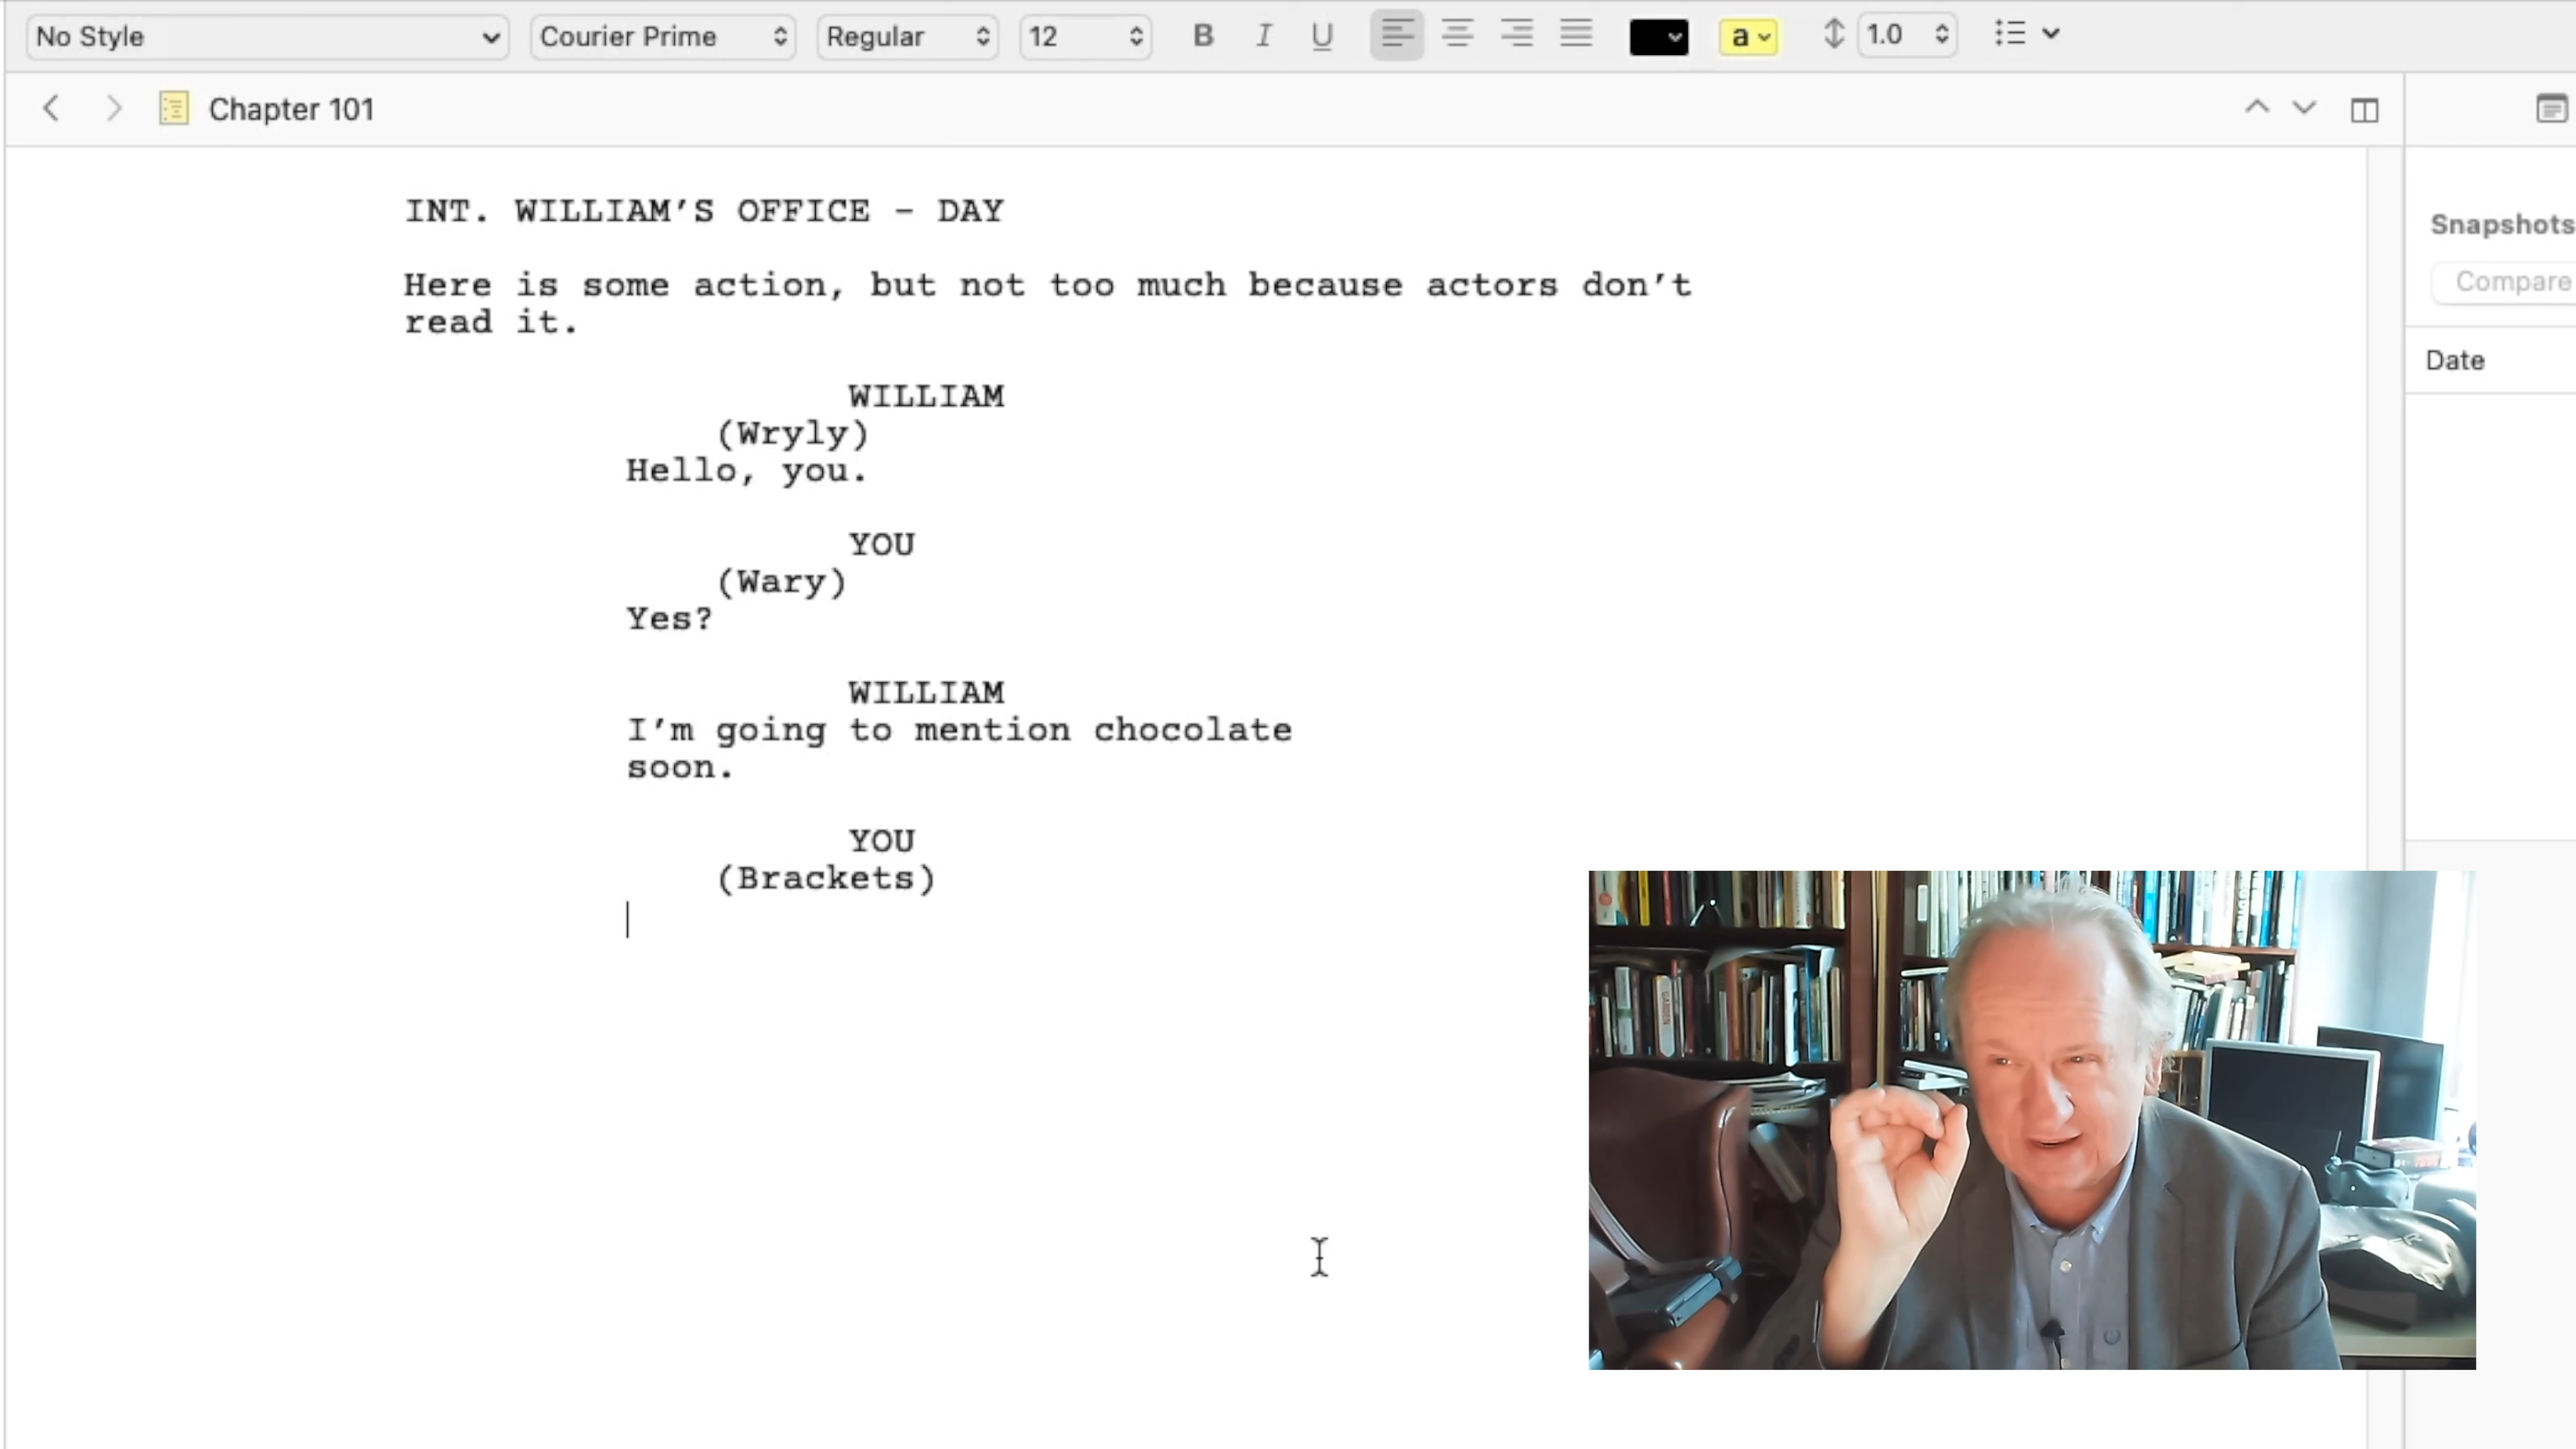 No Style Courier Prime Regular 12 B I U a 1.0
Chapter 101
INT. WILLIAM’S OFFICE – DAY
Here is some action, but not too much because actors don’t
read it.
WILLIAM
(Wryly)
Hello, you.
YOU
(Wary)
Yes?
WILLIAM
I’m going to mention chocolate
soon.
YOU
(Brackets)
Snapshots
Compare
Date